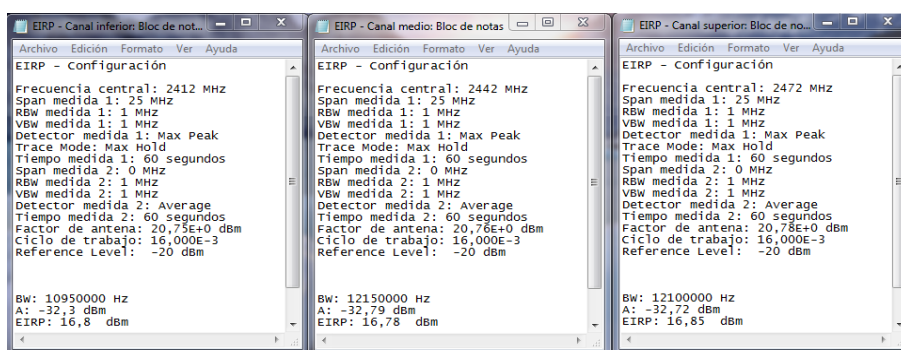 EIRP - Canal inferior: Bloc de not...
Archivo Edición Formato Ver Ayuda
EIRP - Configuración
Frecuencia central: 2412 MHz
Span medida 1: 25 MHz
RBW medida 1: 1 MHz
VBW medida 1: 1 MHz
Detector medida 1: Max Peak
Trace Mode: Max Hold
Tiempo medida 1: 60 segundos
Span medida 2: 0 MHz
RBW medida 2: 1 MHz
VBW medida 2: 1 MHz
Detector medida 2: Average
Tiempo medida 2: 60 segundos
Factor de antena: 20,75E+0 dBm
Ciclo de trabajo: 16,000E-3
Reference Level: -20 dBm
BW: 10950000 Hz
A: -32,3 dBm
EIRP: 16,8 dBm
EIRP - Canal medio: Bloc de notas
Archivo Edición Formato Ver Ayuda
EIRP - Configuración
Frecuencia central: 2442 MHz
Span medida 1: 25 MHz
RBW medida 1: 1 MHz
VBW medida 1: 1 MHz
Detector medida 1: Max Peak
Trace Mode: Max Hold
Tiempo medida 1: 60 segundos
Span medida 2: 0 MHz
RBW medida 2: 1 MHz
VBW medida 2: 1 MHz
Detector medida 2: Average
Tiempo medida 2: 60 segundos
Factor de antena: 20,76E+0 dBm
Ciclo de trabajo: 16,000E-3
Reference Level: -20 dBm
BW: 12150000 Hz
A: -32,79 dBm
EIRP: 16,78 dBm
EIRP - Canal superior: Bloc de no...
Archivo Edición Formato Ver Ayuda
EIRP - Configuración
Frecuencia central: 2472 MHz
Span medida 1: 25 MHz
RBW medida 1: 1 MHz
VBW medida 1: 1 MHz
Detector medida 1: Max Peak
Trace Mode: Max Hold
Tiempo medida 1: 60 segundos
Span medida 2: 0 MHz
RBW medida 2: 1 MHz
VBW medida 2: 1 MHz
Detector medida 2: Average
Tiempo medida 2: 60 segundos
Factor de antena: 20,78E+0 dBm
Ciclo de trabajo: 16,000E-3
Reference Level: -20 dBm
BW: 12100000 Hz
A: -32,72 dBm
EIRP: 16,85 dBm